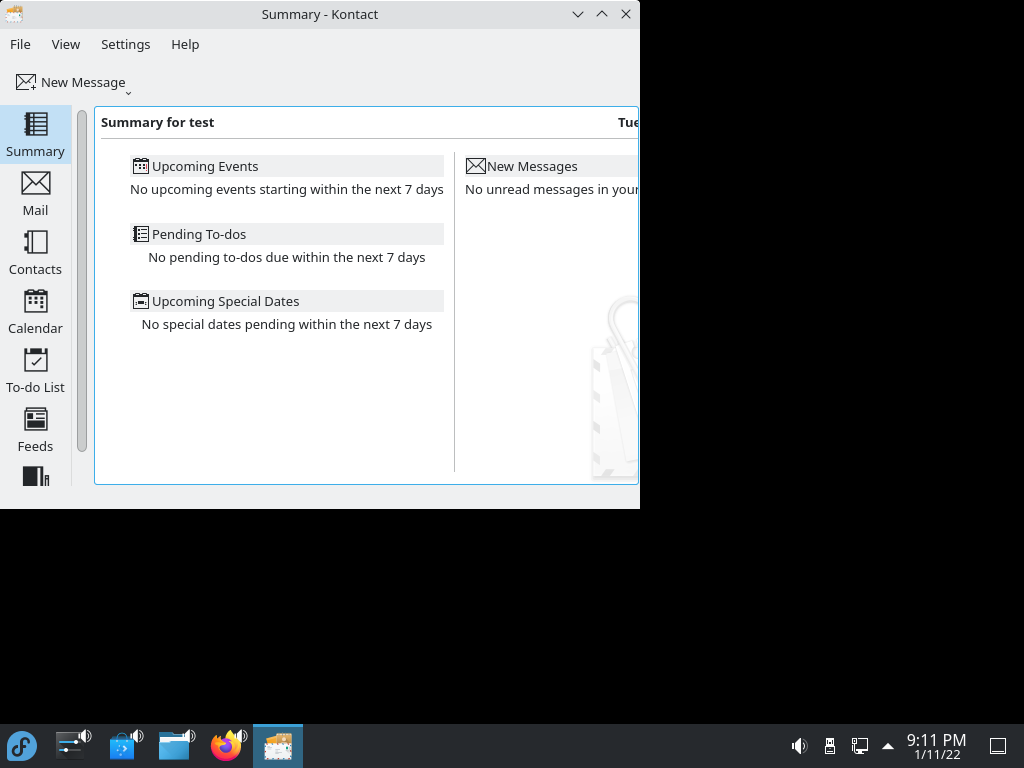 Summary - Kontact
File View Settings Help
New Message
Summary
Mail
Contacts
Calendar
To-do List
Feeds
Summary for test
Tue
Upcoming Events
No upcoming events starting within the next 7 days
Pending To-dos
No pending to-dos due within the next 7 days
Upcoming Special Dates
No special dates pending within the next 7 days
New Messages
No unread messages in your
9:11 PM
1/11/22